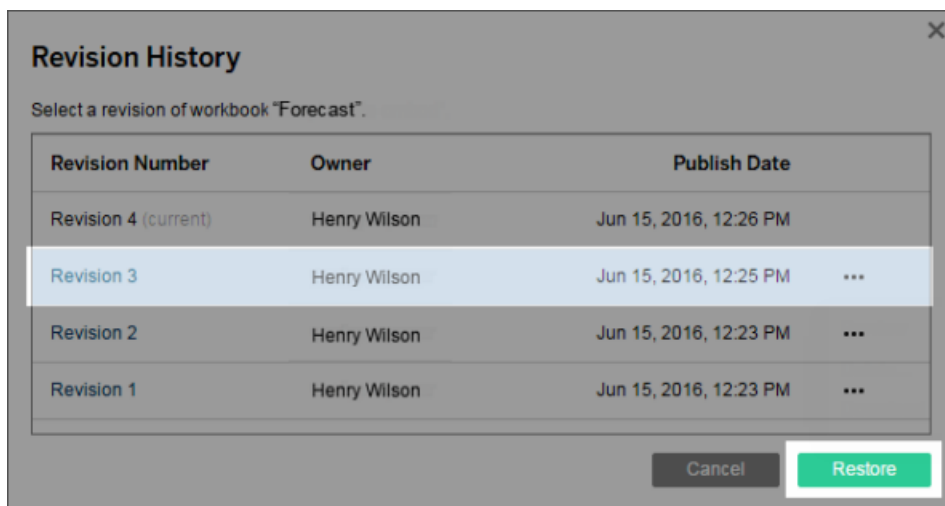 Revision History
Select a revision of workbook “Forecast”.
Revision Number Owner Publish Date
Revision 4 (current) Henry Wilson Jun 15, 2016, 12:26 PM
Revision 3 Henry Wilson Jun 15, 2016, 12:25 PM ...
Revision 2 Henry Wilson Jun 15, 2016, 12:23 PM ...
Revision 1 Henry Wilson Jun 15, 2016, 12:23 PM ...
Cancel Restore